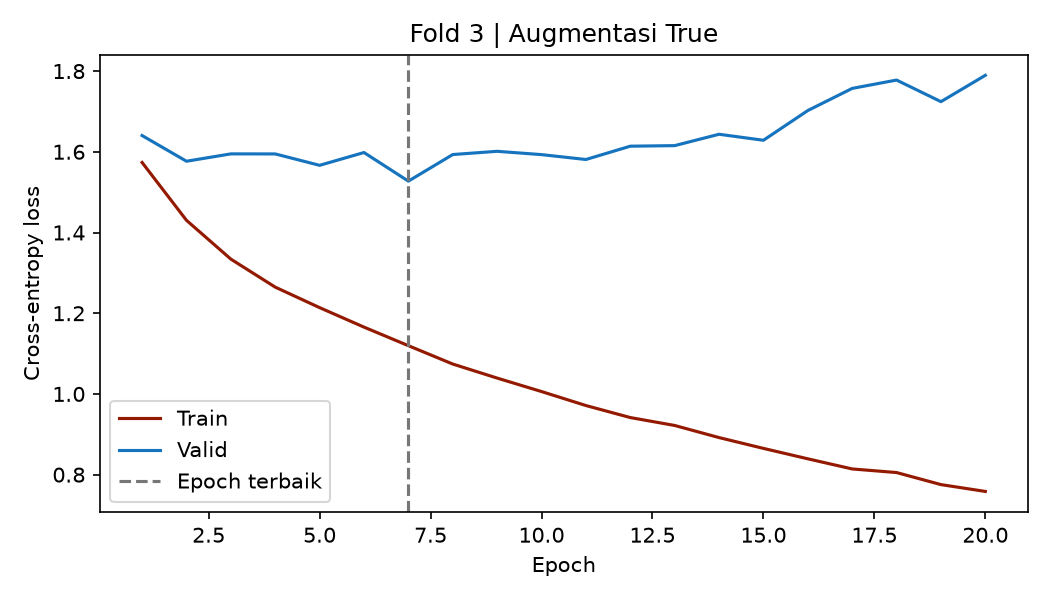 Fold 3 | Augmentasi True
Cross-entropy loss
1.8
1.6
1.4
1.2
1.0
0.8
Train
Valid
Epoch terbaik
2.5 5.0 7.5 10.0 12.5 15.0 17.5 20.0
Epoch